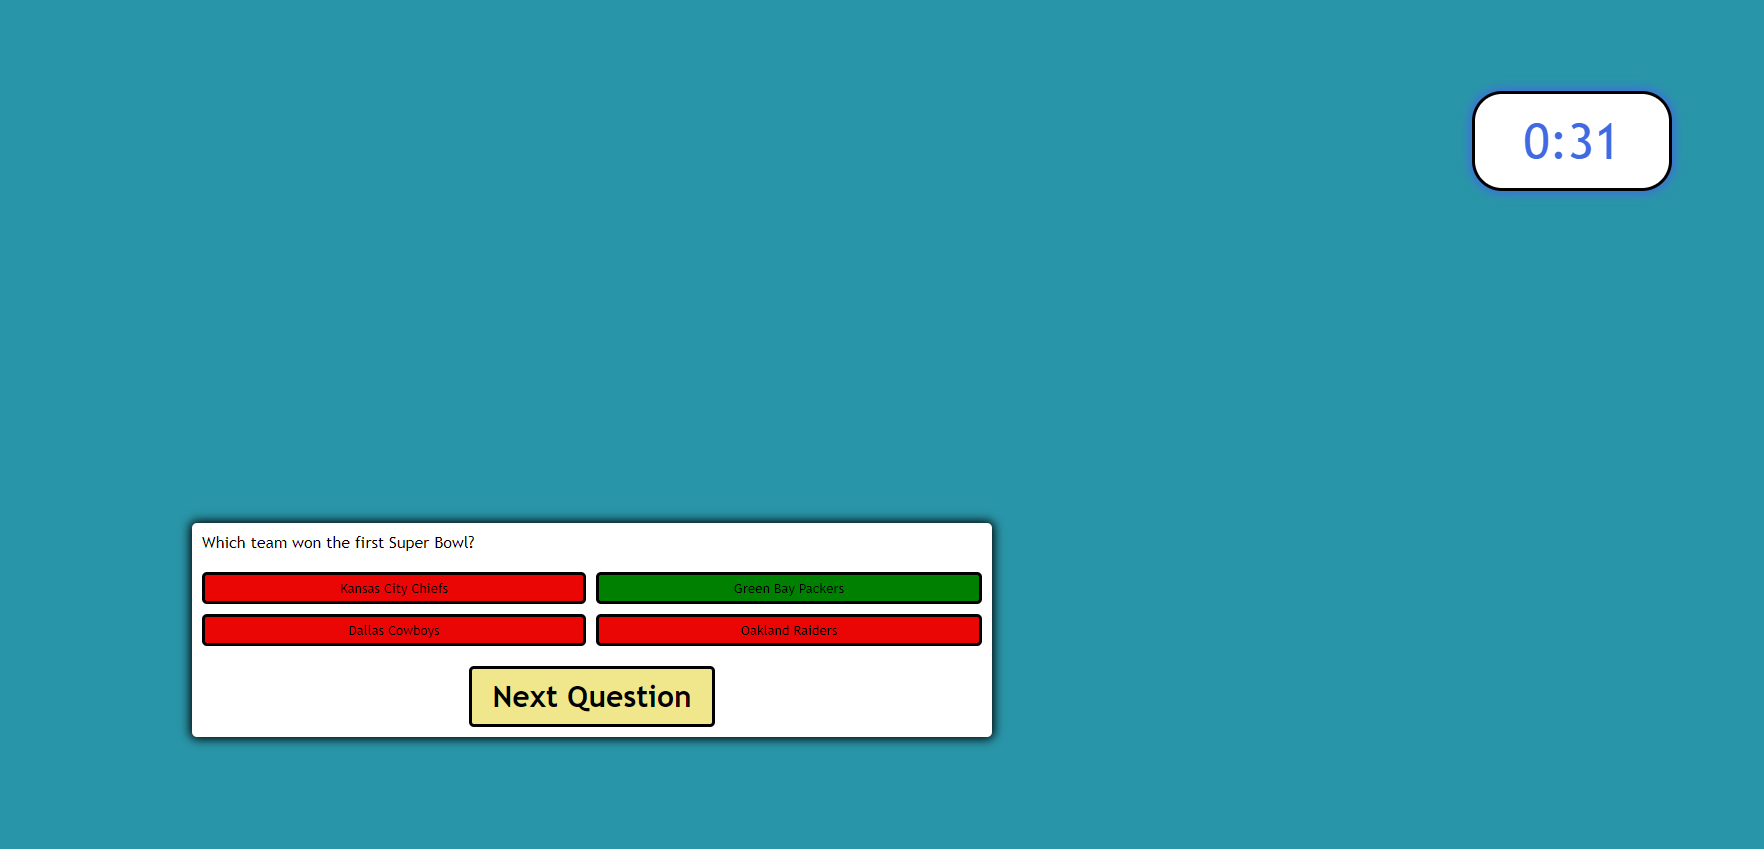 0:31
Which team won the first Super Bowl?
Kansas City Chiefs
Green Bay Packers
Dallas Cowboys
Oakland Raiders
Next Question